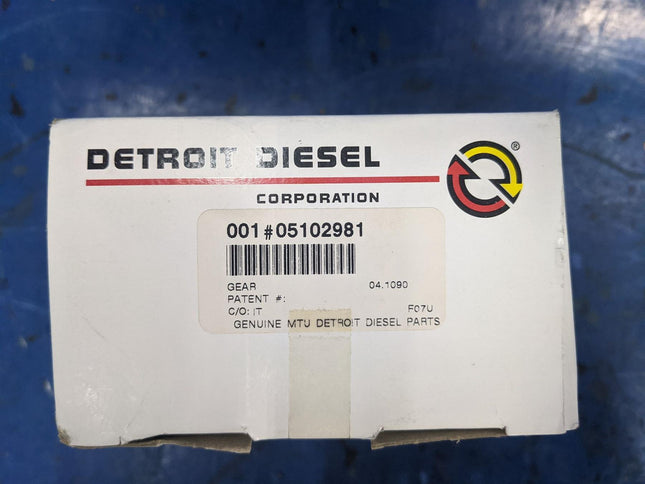 DETROIT DIESEL
®
CORPORATION
001#05102981
GEAR 04.1090
PATENT #:
C/O: IT F07U
GENUINE MTU DETROIT DIESEL PARTS